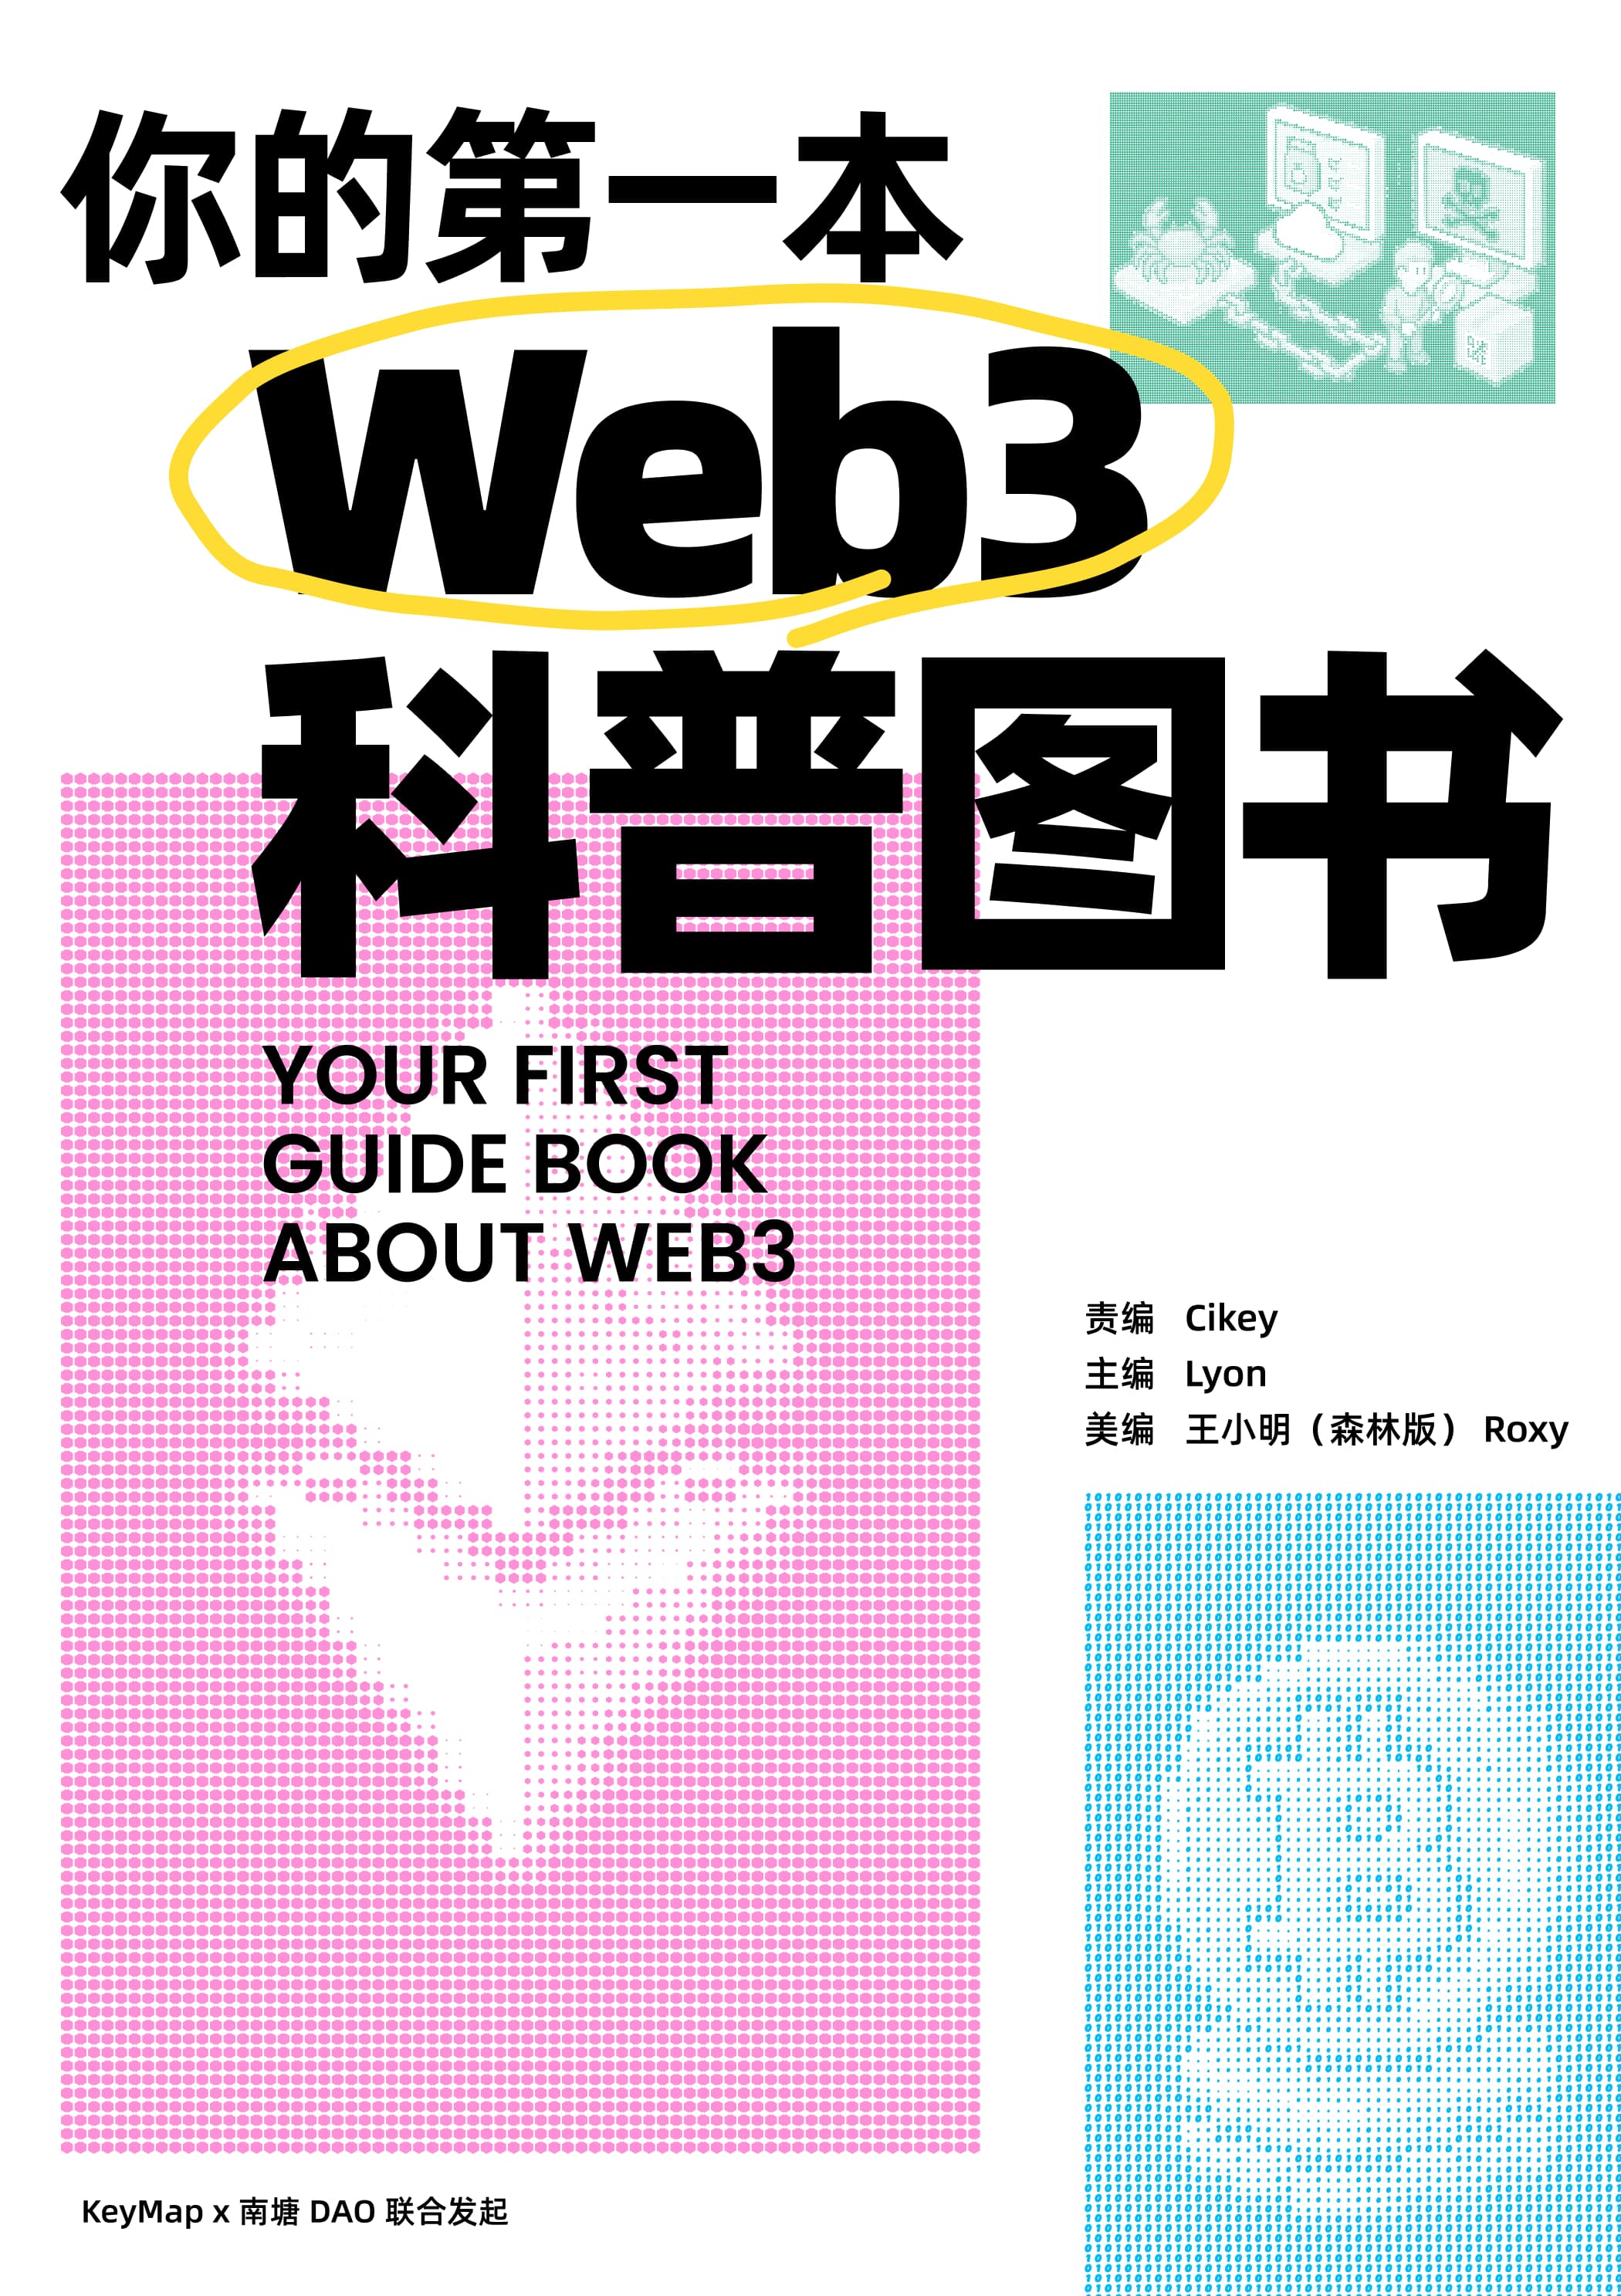 你的第一本
Web3
科普图书
YOUR FIRST
GUIDE BOOK
ABOUT WEB3
责编 Cikey
主编 Lyon
美编 王小明（森林版） Roxy
KeyMap x 南塘 DAO 联合发起